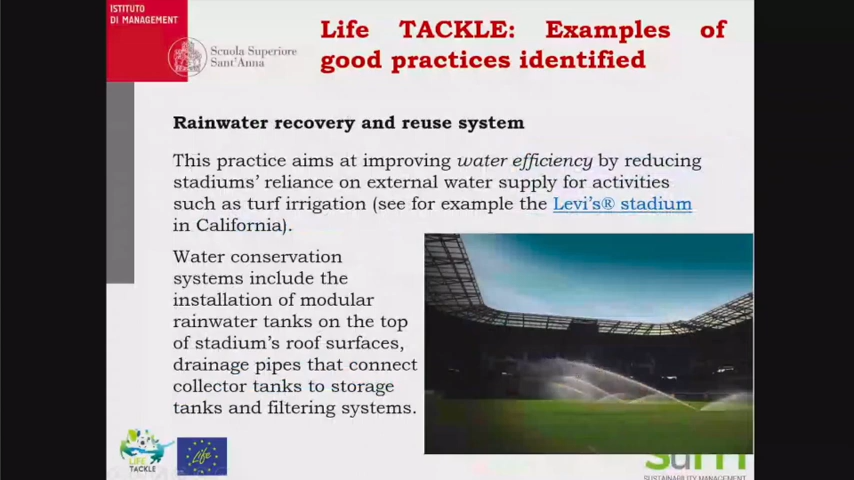 ISTITUTO
DI MANAGEMENT
Scuola Superiore
Sant'Anna
Life TACKLE: Examples of
good practices identified
Rainwater recovery and reuse system
This practice aims at improving water efficiency by reducing
stadiums' reliance on external water supply for activities
such as turf irrigation (see for example the Levi's® stadium
in California).
Water conservation
systems include the
installation of modular
rainwater tanks on the top
of stadium's roof surfaces,
drainage pipes that connect
collector tanks to storage
tanks and filtering systems.
LIFE
TACKLE
Life
SUSTAINABILITY MANAGEMENT